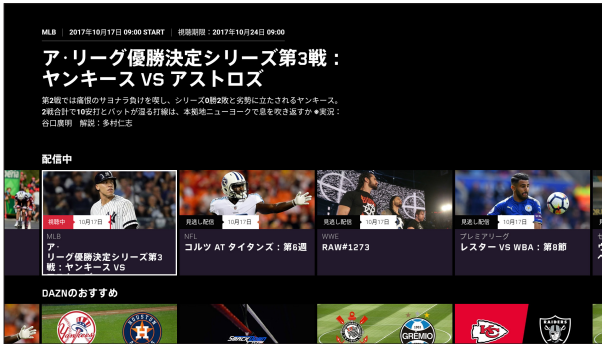 MLB | 2017年10月17日 09:00 START | 視聴期限：2017年10月24日 09:00
ア・リーグ優勝決定シリーズ第3戦：
ヤンキース VS アストロズ
第2戦では痛恨のサヨナラ負けを喫し、シリーズ0勝2敗と劣勢に立たされるヤンキース。
2戦合計で10安打とバットが湿る打線は、本拠地ニューヨークで息を吹き返すか ●実況：
谷口廣明 解説：多村仁志
配信中
視聴中 10月17日
見逃し配信 10月17日
見逃し配信 10月17日
見逃し配信 10月17日
MLB
ア・
リーグ優勝決定シリーズ第3
戦：ヤンキース VS
NFL
コルツ AT タイタンズ：第6週
WWE
RAW#1273
プレミアリーグ
レスター VS WBA：第8節
DAZNのおすすめ
Yankees
HOUSTON
SMACK
GRÊMIO
KC
RAIDERS